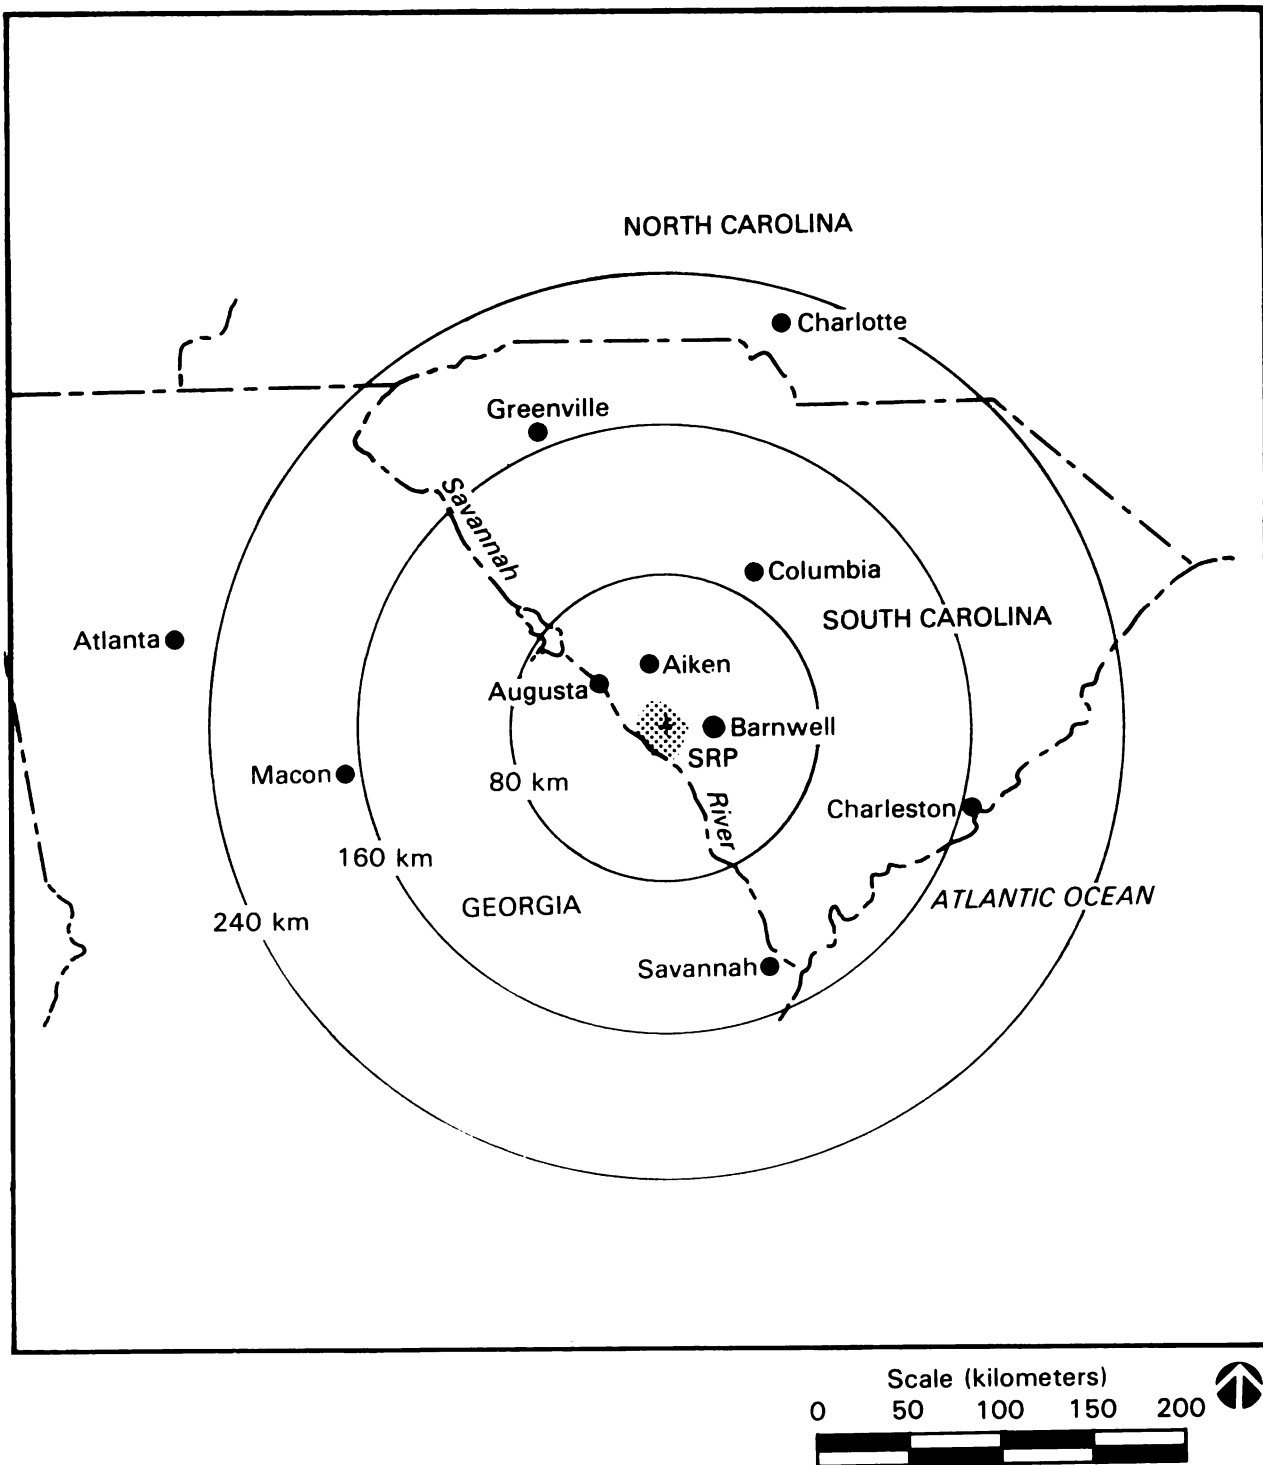 NORTH CAROLINA
Charlotte
Greenville
Savannah
Columbia
SOUTH CAROLINA
Atlanta
Aiken
Augusta
Barnwell
SRP
Macon
80 km
River
Charleston
160 km
ATLANTIC OCEAN
GEORGIA
240 km
Savannah
Scale (kilometers)
0 50 100 150 200